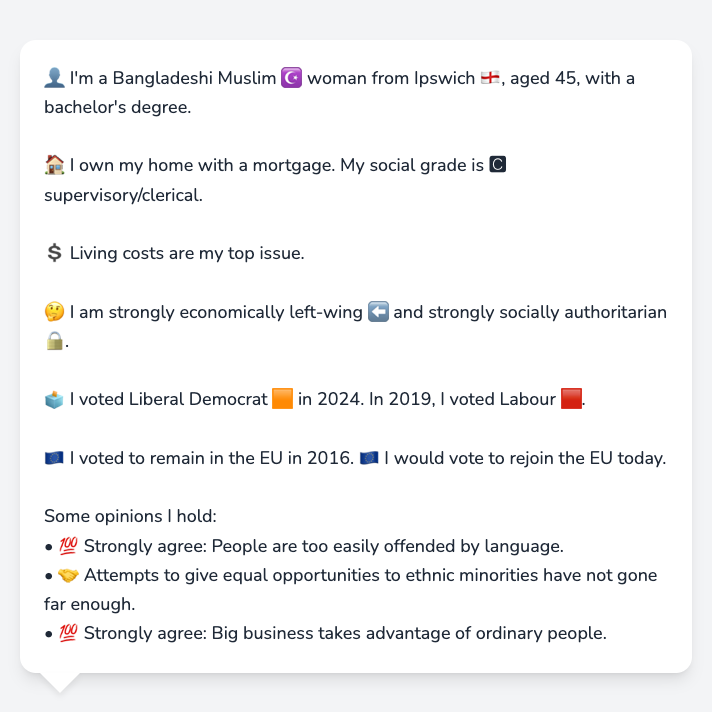 👤 I'm a Bangladeshi Muslim ☪️ woman from Ipswich 🏴󠁧󠁢󠁥󠁮󠁧󠁿, aged 45, with a
bachelor's degree.
🏠 I own my home with a mortgage. My social grade is 🅲
supervisory/clerical.
💲 Living costs are my top issue.
🤔 I am strongly economically left-wing ⬅️ and strongly socially authoritarian
🔒.
🗳️ I voted Liberal Democrat 🟧 in 2024. In 2019, I voted Labour 🟥.
🇪🇺 I voted to remain in the EU in 2016. 🇪🇺 I would vote to rejoin the EU today.
Some opinions I hold:
• 💯 Strongly agree: People are too easily offended by language.
• 🤝 Attempts to give equal opportunities to ethnic minorities have not gone
far enough.
• 💯 Strongly agree: Big business takes advantage of ordinary people.